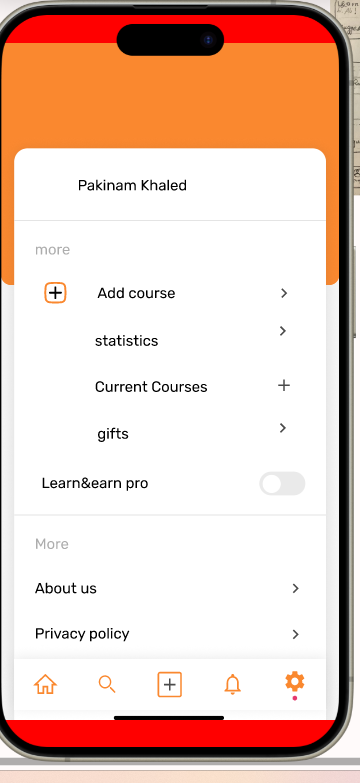 Pakinam Khaled
more
Add course
statistics
Current Courses
gifts
Learn&earn pro
More
About us
Privacy policy